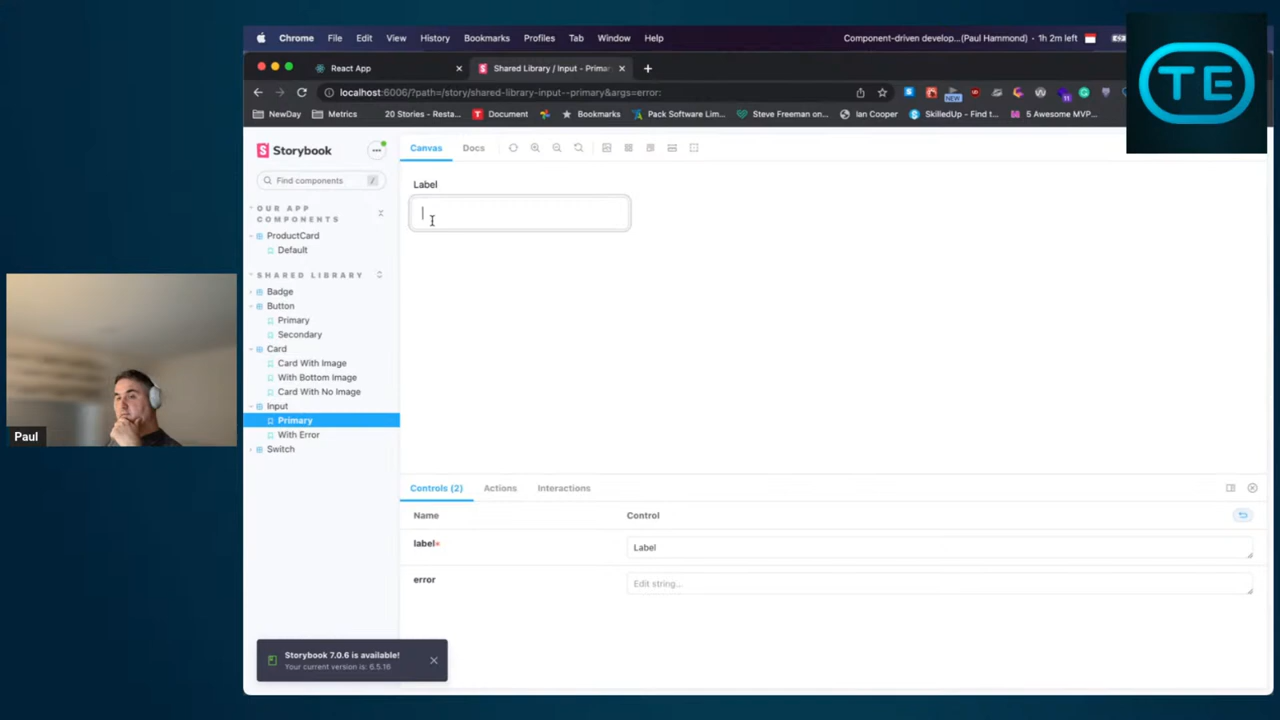 Chrome File Edit View History Bookmarks Profiles Tab Window Help
Component-driven develop...(Paul Hammond) | 1h 2m left
TE
React App
Shared Library / Input - Prima
localhost:6006/?path=/story/shared-library-input--primary&args=error:
NEW
11
NewDay
Metrics
20 Stories - Resta...
Document
Bookmarks
Pack Software Lim...
Steve Freeman on...
Ian Cooper
SkilledUp - Find t...
5 Awesome MVP...
Storybook
Canvas
Docs
Find components
/
Label
OUR APP
COMPONENTS
ProductCard
Default
SHARED LIBRARY
Badge
Button
Primary
Secondary
Card
Card With Image
With Bottom Image
Card With No Image
Input
Primary
With Error
Switch
Paul
Controls (2)
Actions
Interactions
Name
Control
label*
Label
error
Edit string...
Storybook 7.0.6 is available!
Your current version is: 6.5.16